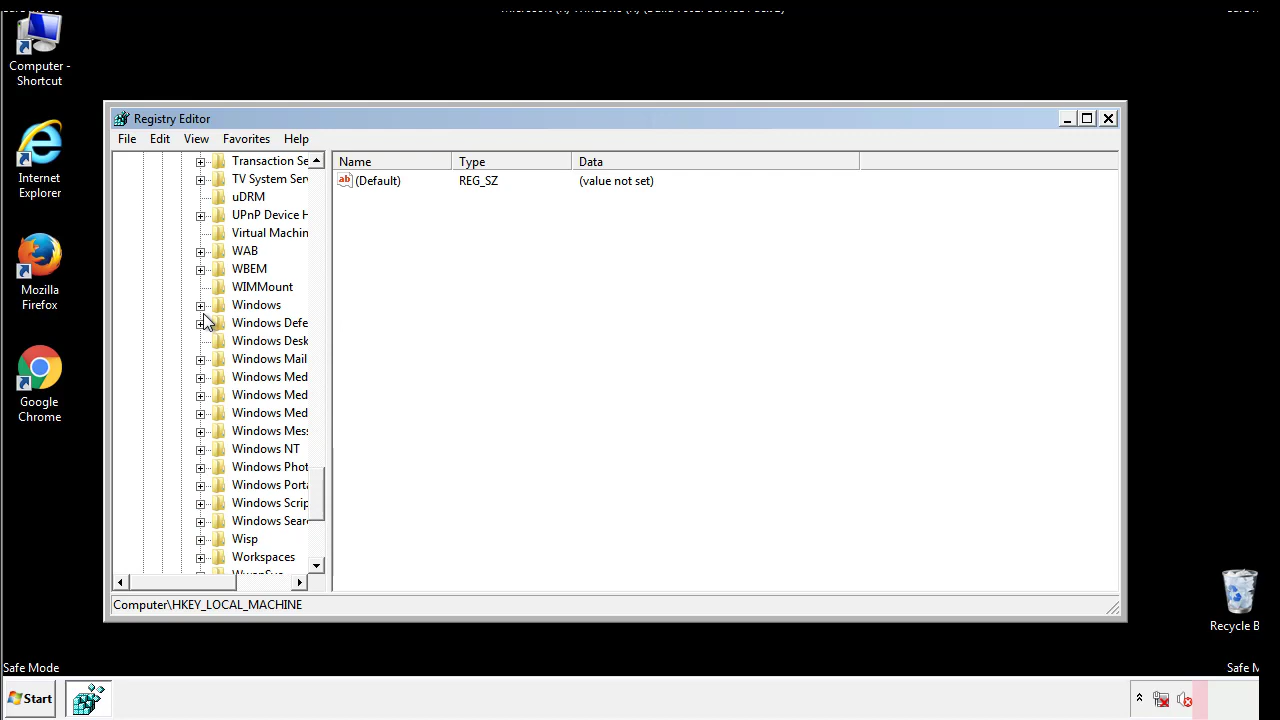 Computer -
Shortcut
Internet
Explorer
Mozilla
Firefox
Google
Chrome
Registry Editor
File Edit View Favorites Help
Transaction Se
TV System Serv
uDRM
UPnP Device H
Virtual Machin
WAB
WBEM
WIMMount
Windows
Windows Defe
Windows Desk
Windows Mail
Windows Med
Windows Med
Windows Med
Windows Mess
Windows NT
Windows Phot
Windows Porta
Windows Scrip
Windows Sear
Wisp
Workspaces
Name Type Data
ab (Default) REG_SZ (value not set)
Computer\HKEY_LOCAL_MACHINE
Recycle B
Safe Mode
Safe M
Start